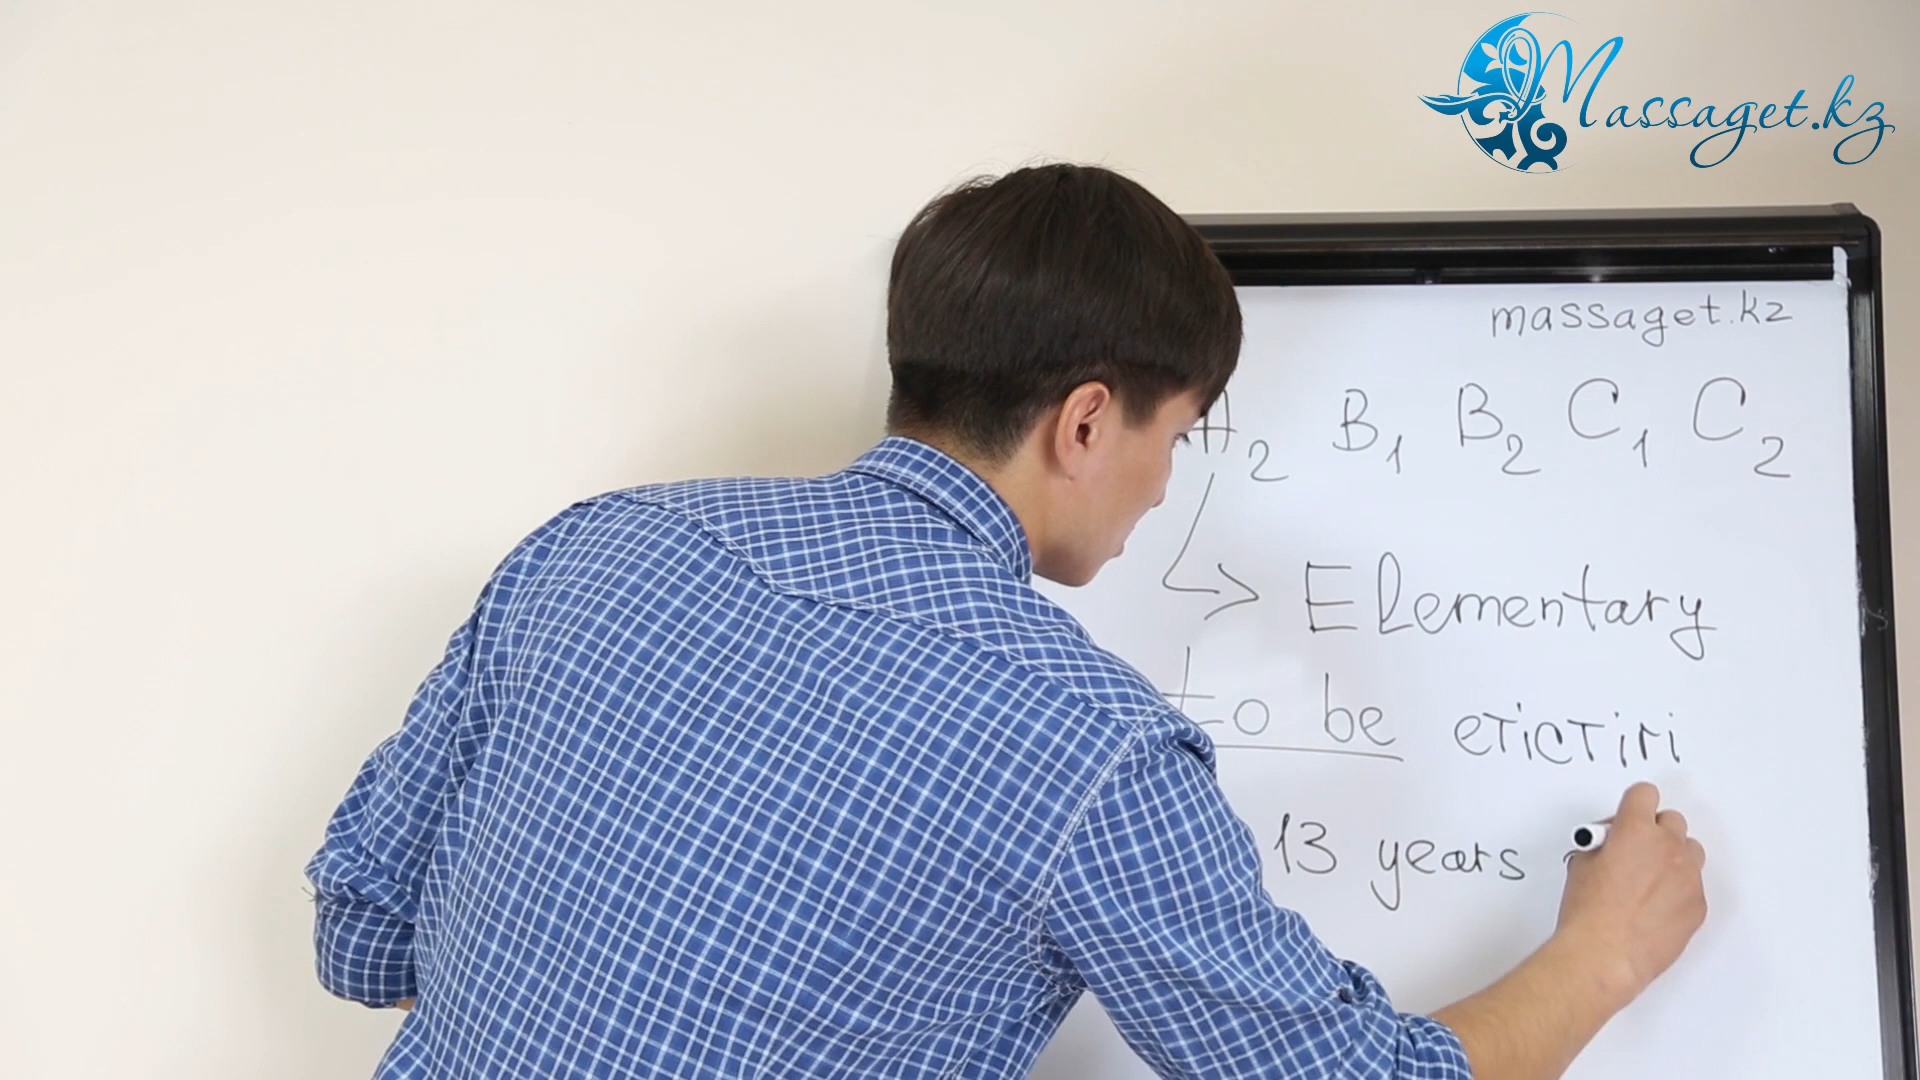 Massaget.kz
massaget.kz
A2 B1 B2 C1 C2
Elementary
to be етістігі
13 years